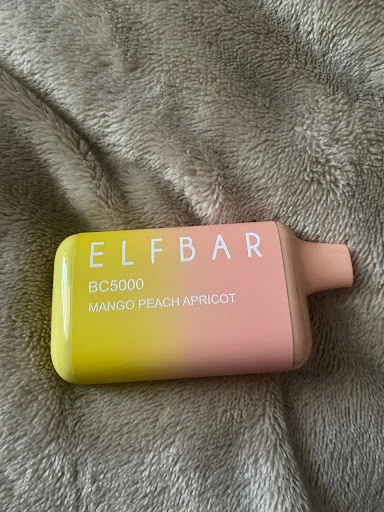 ELFBAR
BC5000
MANGO PEACH APRICOT